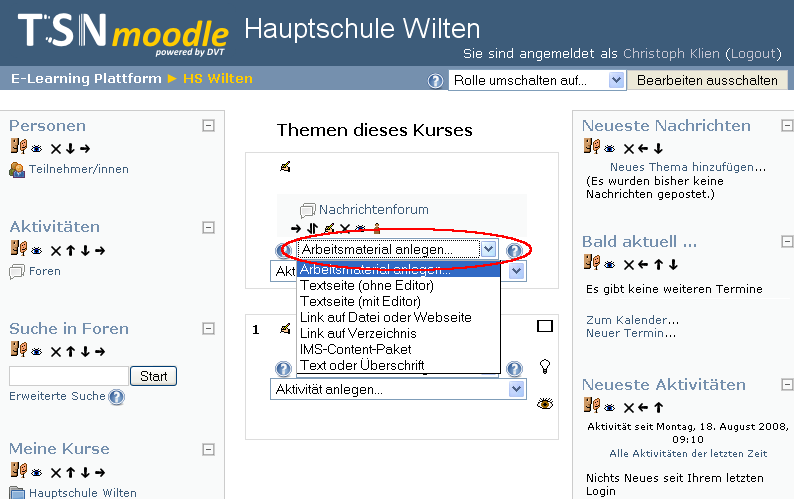 TSN moodle
powered by DVT
Hauptschule Wilten
Sie sind angemeldet als Christoph Klien (Logout)
E-Learning Plattform ► HS Wilten
Rolle umschalten auf...
Bearbeiten ausschalten
Personen
Teilnehmer/innen
Aktivitäten
Foren
Suche in Foren
Start
Erweiterte Suche
Meine Kurse
Hauptschule Wilten
Themen dieses Kurses
Nachrichtenforum
Arbeitsmaterial anlegen...
Arbeitsmaterial anlegen...
Textseite (ohne Editor)
Textseite (mit Editor)
Link auf Datei oder Webseite
Link auf Verzeichnis
IMS-Content-Paket
Text oder Überschrift
Akt
1
Aktivität anlegen...
Neueste Nachrichten
Neues Thema hinzufügen...
(Es wurden bisher keine
Nachrichten gepostet.)
Bald aktuell ...
Es gibt keine weiteren Termine
Zum Kalender...
Neuer Termin...
Neueste Aktivitäten
Aktivität seit Montag, 18. August 2008,
09:10
Alle Aktivitäten der letzten Zeit
Nichts Neues seit Ihrem letzten
Login